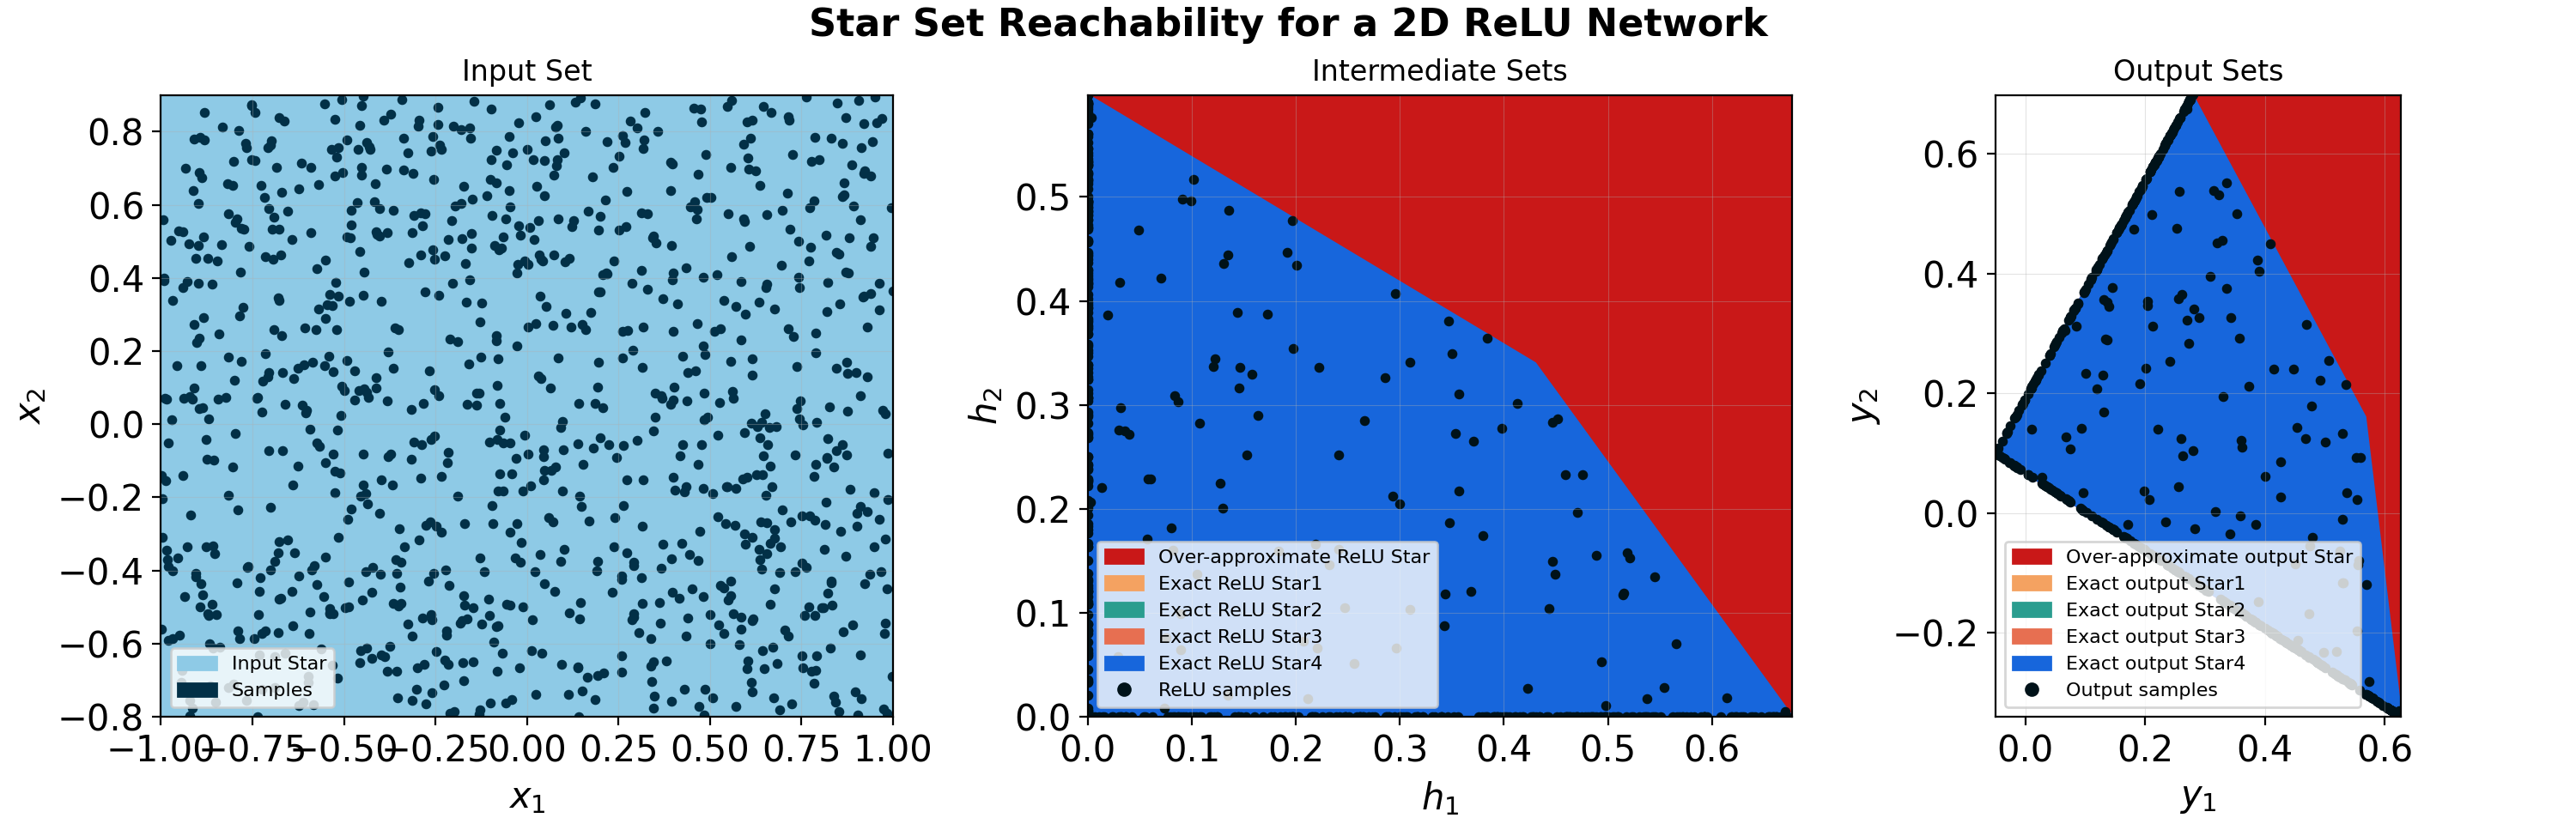 Star Set Reachability for a 2D ReLU Network
Input Set
0.8
0.6
0.4
0.2
0.0
−0.2
−0.4
−0.6
−0.8
x2
Input Star
Samples
−1.00 −0.75 −0.50 −0.25 0.00 0.25 0.50 0.75 1.00
x1
Intermediate Sets
0.5
0.4
0.3
0.2
0.1
0.0
h2
Over-approximate ReLU Star
Exact ReLU Star1
Exact ReLU Star2
Exact ReLU Star3
Exact ReLU Star4
ReLU samples
0.0 0.1 0.2 0.3 0.4 0.5 0.6
h1
Output Sets
0.6
0.4
0.2
0.0
−0.2
y2
Over-approximate output Star
Exact output Star1
Exact output Star2
Exact output Star3
Exact output Star4
Output samples
0.0 0.2 0.4 0.6
y1